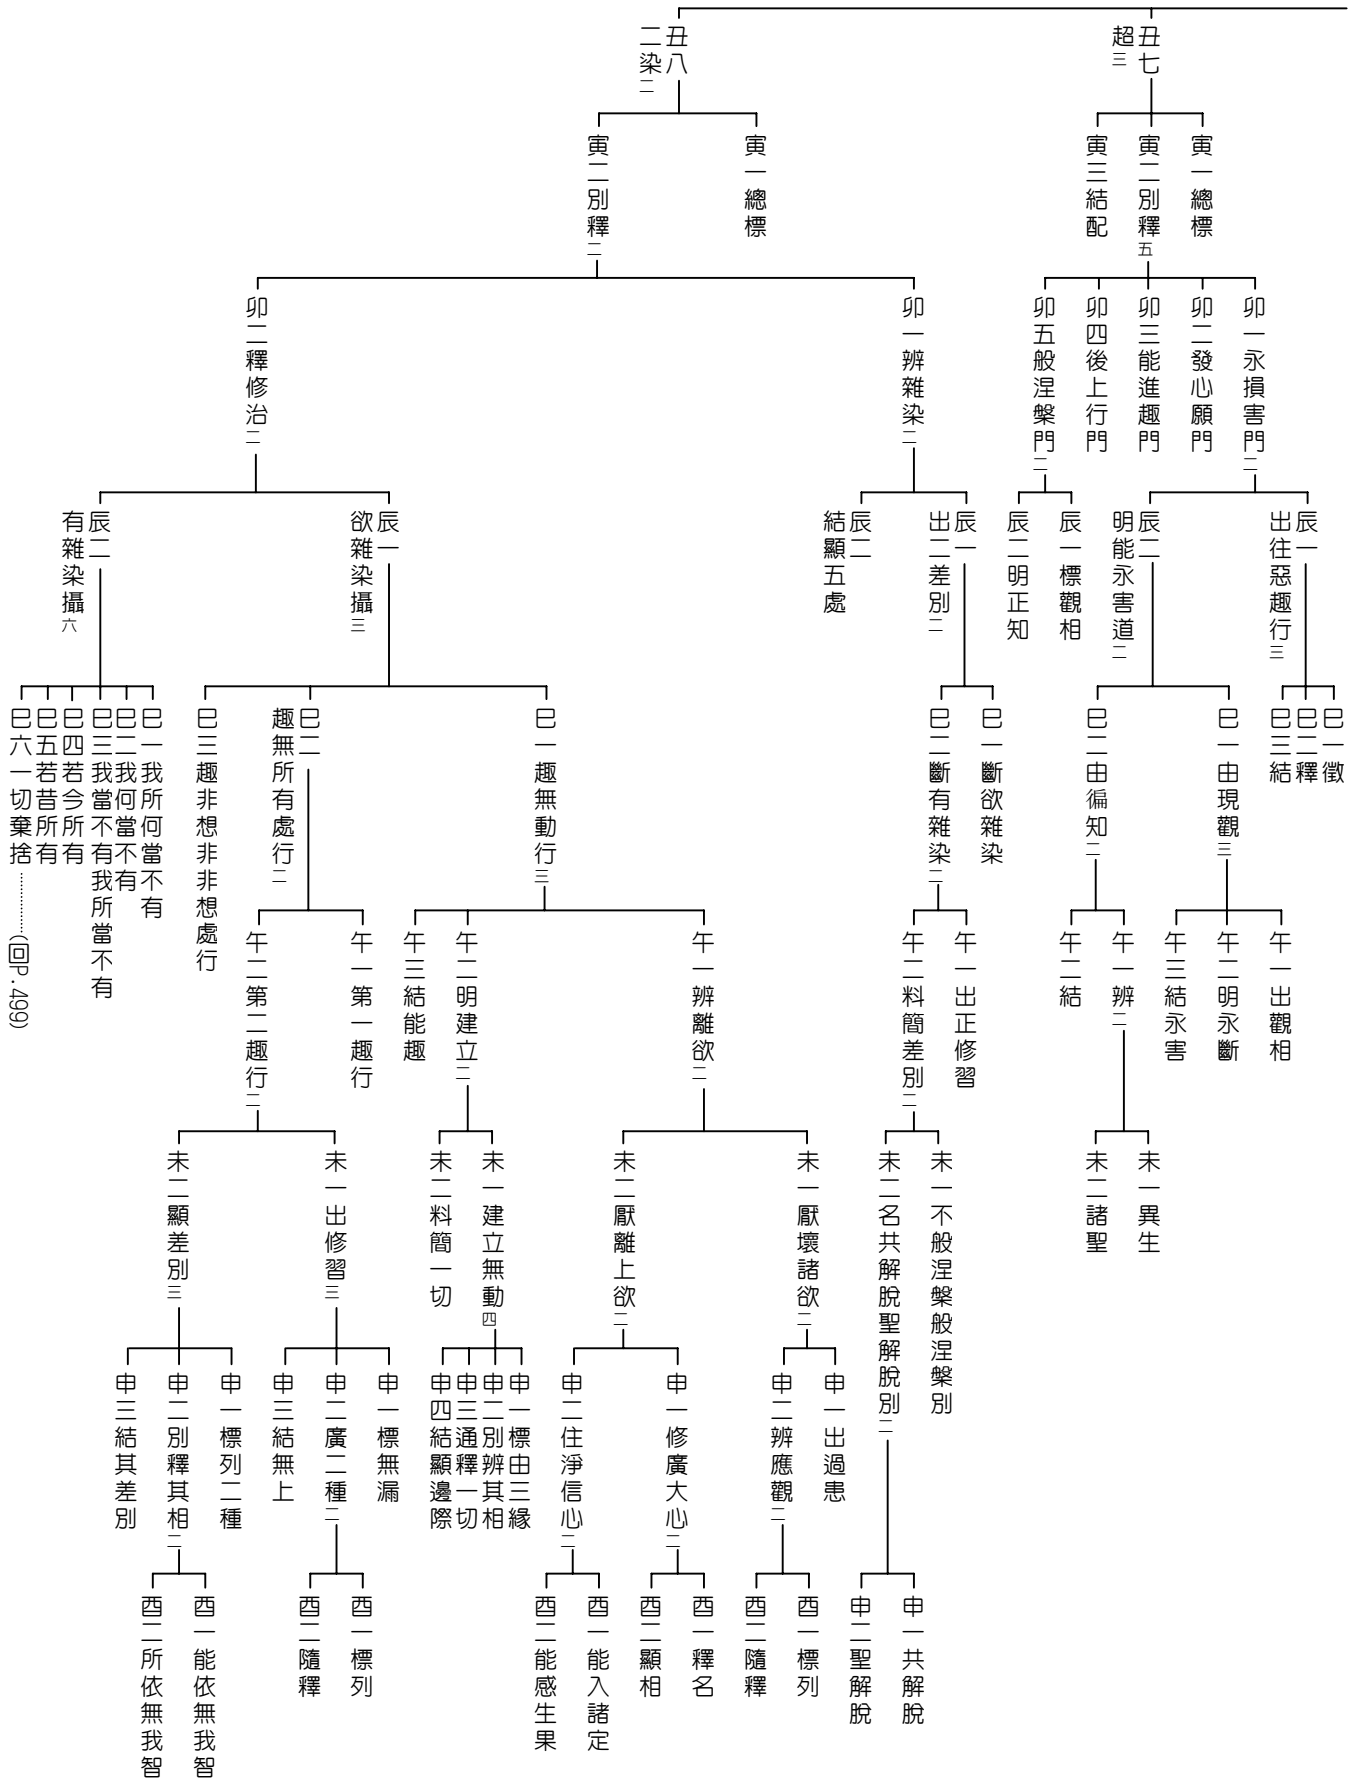 丑七
超三
寅一總標
寅二別釋五
寅三結配
卯一永損害門二
卯二發心願門
卯三能進趣門
卯四後上行門
卯五般涅槃門二
辰一
出往惡趣行三
辰二
明能永害道二
辰一標觀相
辰二明正知
巳一徵
巳二釋
巳三結
巳一由現觀三
巳二由徧知二
午一出觀相
午二明永斷
午三結永害
午一辨二
午二結
未一異生
未二諸聖
丑八
二染二
寅一總標
寅二別釋二
卯一辨雜染二
卯二釋修治二
辰一
出二差別二
辰二
結顯五處
巳一斷欲雜染
巳二斷有雜染二
午一出正修習
午二料簡差別二
未一不般涅槃般涅槃別
未二名共解脫聖解脫別二
申一共解脫
申二聖解脫
辰一
欲雜染攝三
辰二
有雜染攝六
巳一趣無動行三
巳二
趣無所有處行二
巳三趣非想非非想處行
午一辨離欲二
午二明建立二
午三結能趣
未一厭壞諸欲二
未二厭離上欲二
申一出過患
申二辨應觀二
酉一標列
酉二隨釋
申一修廣大心二
申二住淨信心二
酉一釋名
酉二顯相
酉一能入諸定
酉二能感生果
未一建立無動四
未二料簡一切
申一標由三緣
申二別辨其相
申三通釋一切
申四結顯邊際
午一第一趣行
午二第二趣行二
未一出修習三
未二顯差別三
申一標無漏
申二廣二種二
申三結無上
酉一標列
酉二隨釋
申一標列二種
申二別釋其相二
申三結其差別
酉一能依無我智
酉二所依無我智
巳一我所何當不有
巳二我何當不有
巳三我當不有我所當不有
巳四若今所有
巳五若昔所有
巳六一切棄捨…………(回P.499)